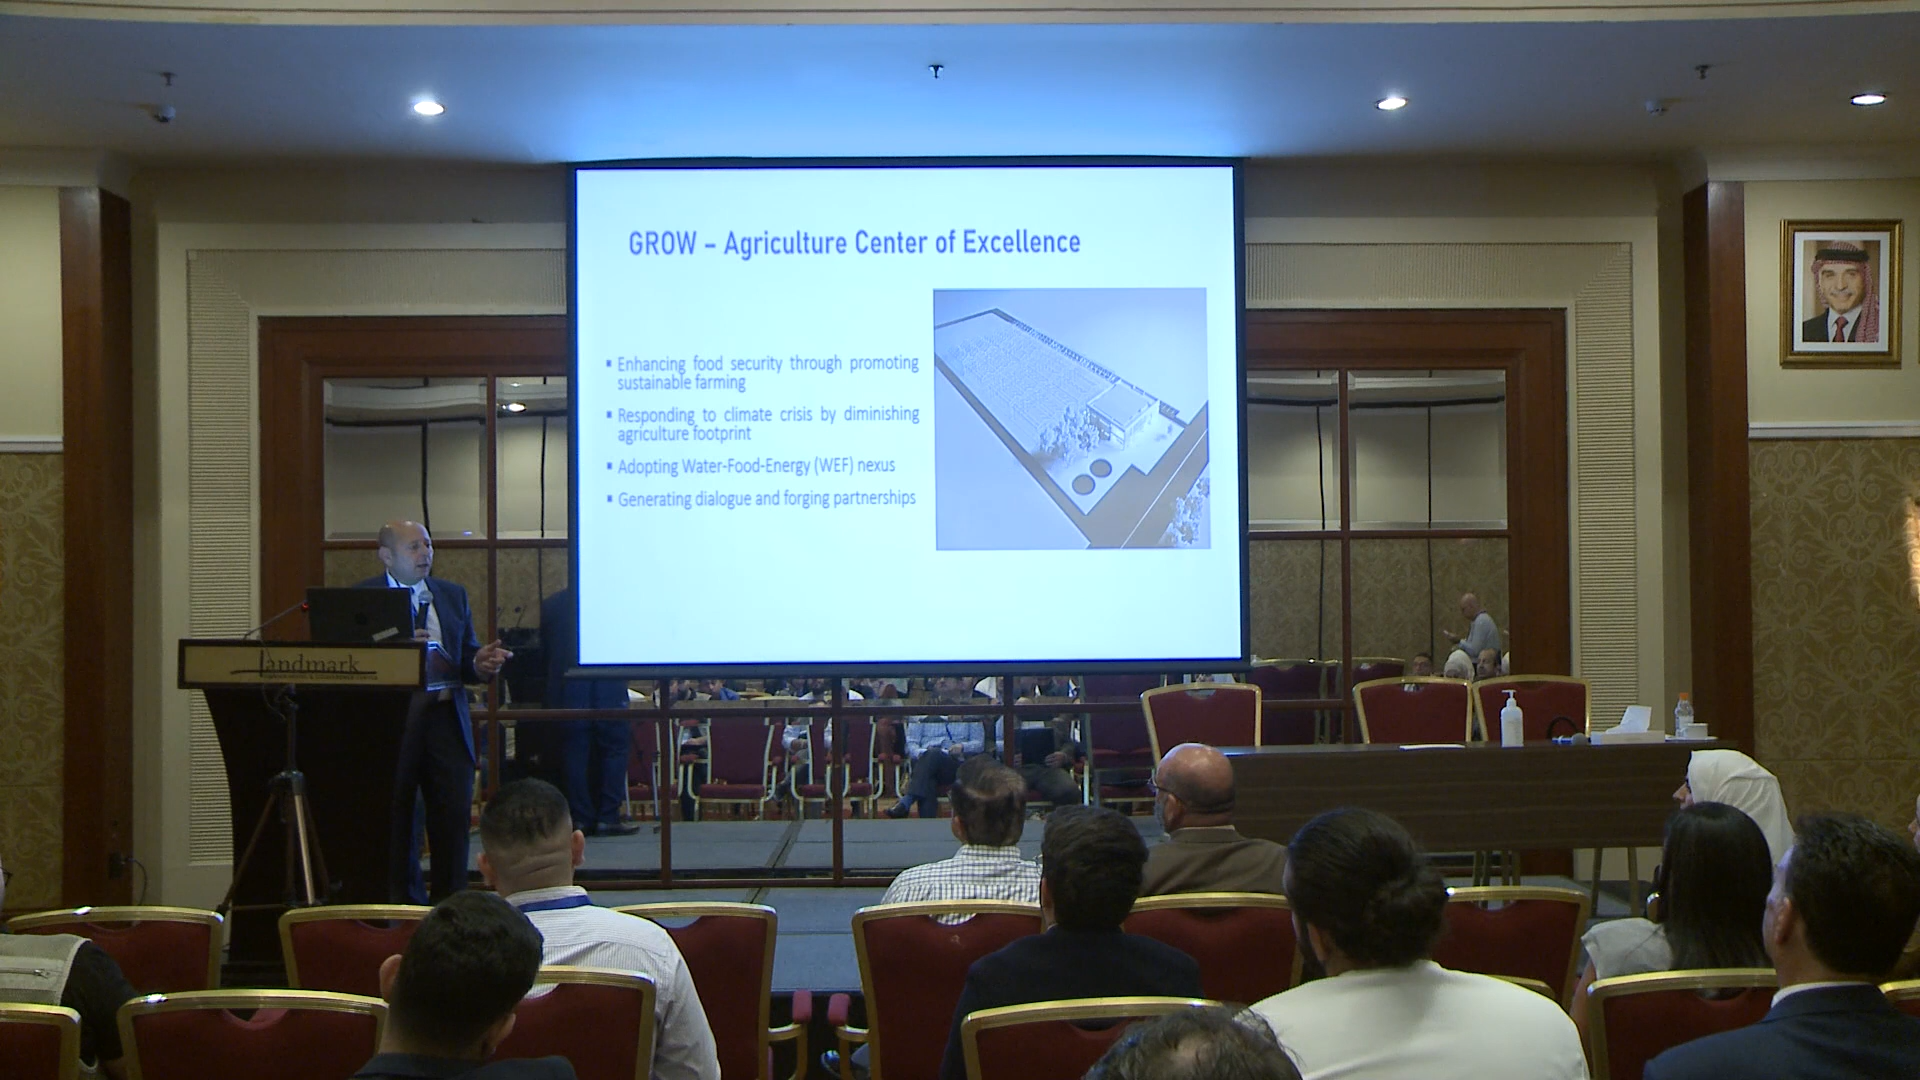 GROW – Agriculture Center of Excellence
▪ Enhancing food security through promoting
sustainable farming
▪ Responding to climate crisis by diminishing
agriculture footprint
▪ Adopting Water-Food-Energy (WEF) nexus
▪ Generating dialogue and forging partnerships
landmark